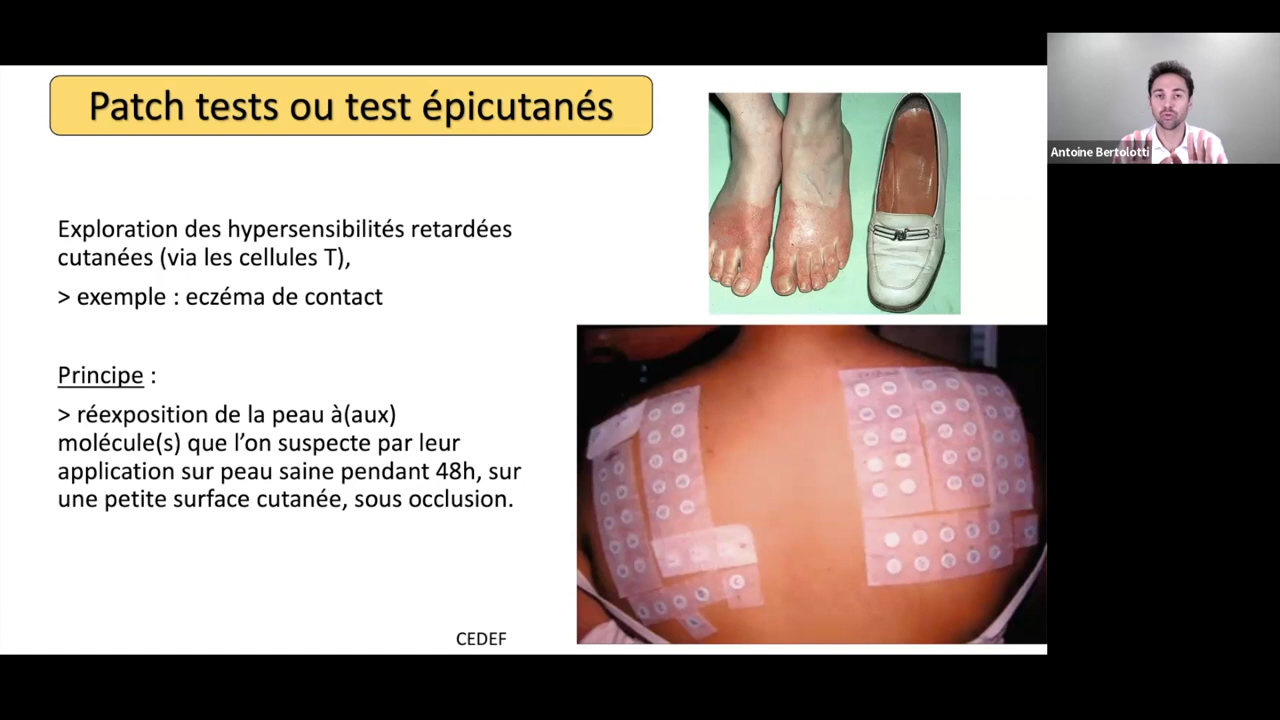 Patch tests ou test épicutanés
Exploration des hypersensibilités retardées
cutanées (via les cellules T),
> exemple : eczéma de contact
Principe :
> réexposition de la peau à(aux)
molécule(s) que l’on suspecte par leur
application sur peau saine pendant 48h, sur
une petite surface cutanée, sous occlusion.
CEDEF
Antoine Bertolotti